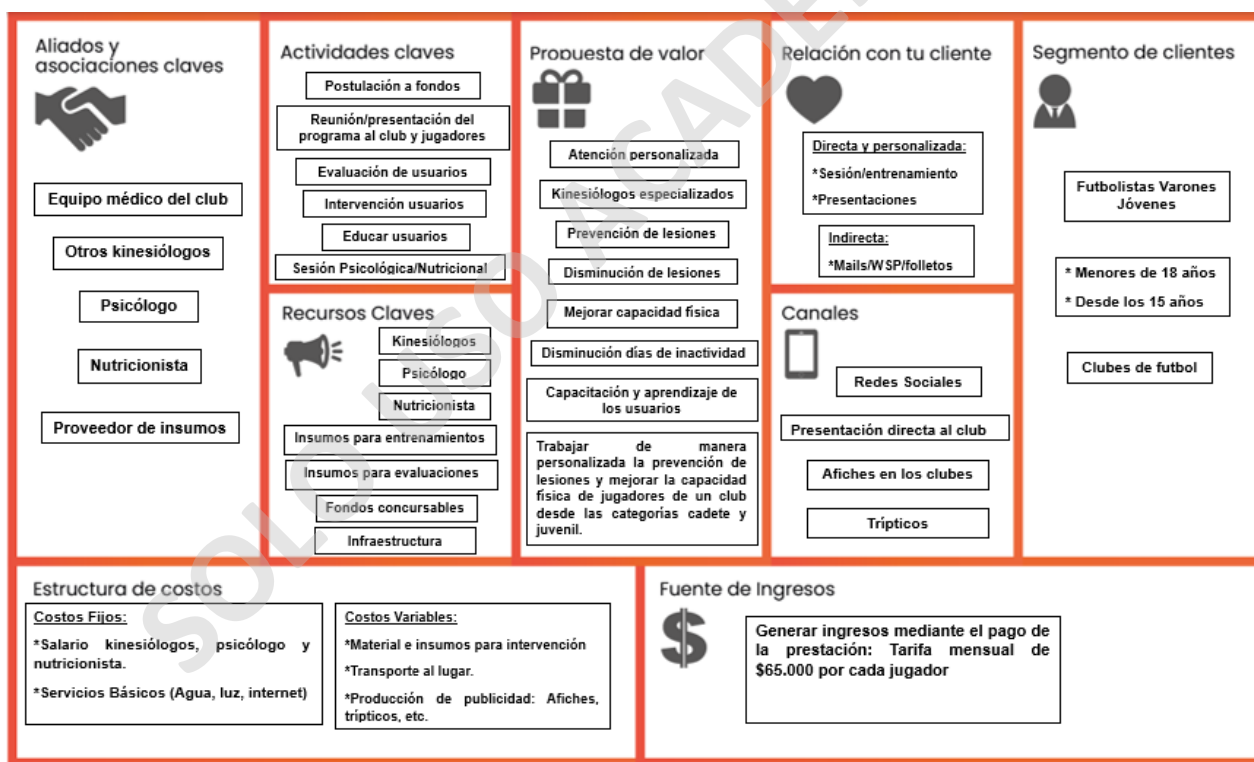 Aliados y
asociaciones claves
Equipo médico del club
Otros kinesiólogos
Psicólogo
Nutricionista
Proveedor de insumos
Actividades claves
Postulación a fondos
Reunión/presentación del
programa al club y jugadores
Evaluación de usuarios
Intervención usuarios
Educar usuarios
Sesión Psicológica/Nutricional
Recursos Claves
Kinesiólogos
Psicólogo
Nutricionista
Insumos para entrenamientos
Insumos para evaluaciones
Fondos concursables
Infraestructura
Propuesta de valor
Atención personalizada
Kinesiólogos especializados
Prevención de lesiones
Disminución de lesiones
Mejorar capacidad física
Disminución días de inactividad
Capacitación y aprendizaje de
los usuarios
Trabajar de manera
personalizada la prevención de
lesiones y mejorar la capacidad
física de jugadores de un club
desde las categorías cadete y
juvenil.
Relación con tu cliente
Directa y personalizada:
*Sesión/entrenamiento
*Presentaciones
Indirecta:
*Mails/WSP/folletos
Canales
Redes Sociales
Presentación directa al club
Afiches en los clubes
Trípticos
Segmento de clientes
Futbolistas Varones
Jóvenes
* Menores de 18 años
* Desde los 15 años
Clubes de futbol
Estructura de costos
Costos Fijos:
*Salario kinesiólogos, psicólogo y
nutricionista.
*Servicios Básicos (Agua, luz, internet)
Costos Variables:
*Material e insumos para intervención
*Transporte al lugar.
*Producción de publicidad: Afiches,
trípticos, etc.
Fuente de Ingresos
$
Generar ingresos mediante el pago de
la prestación: Tarifa mensual de
$65.000 por cada jugador
SOLO USO ACADE